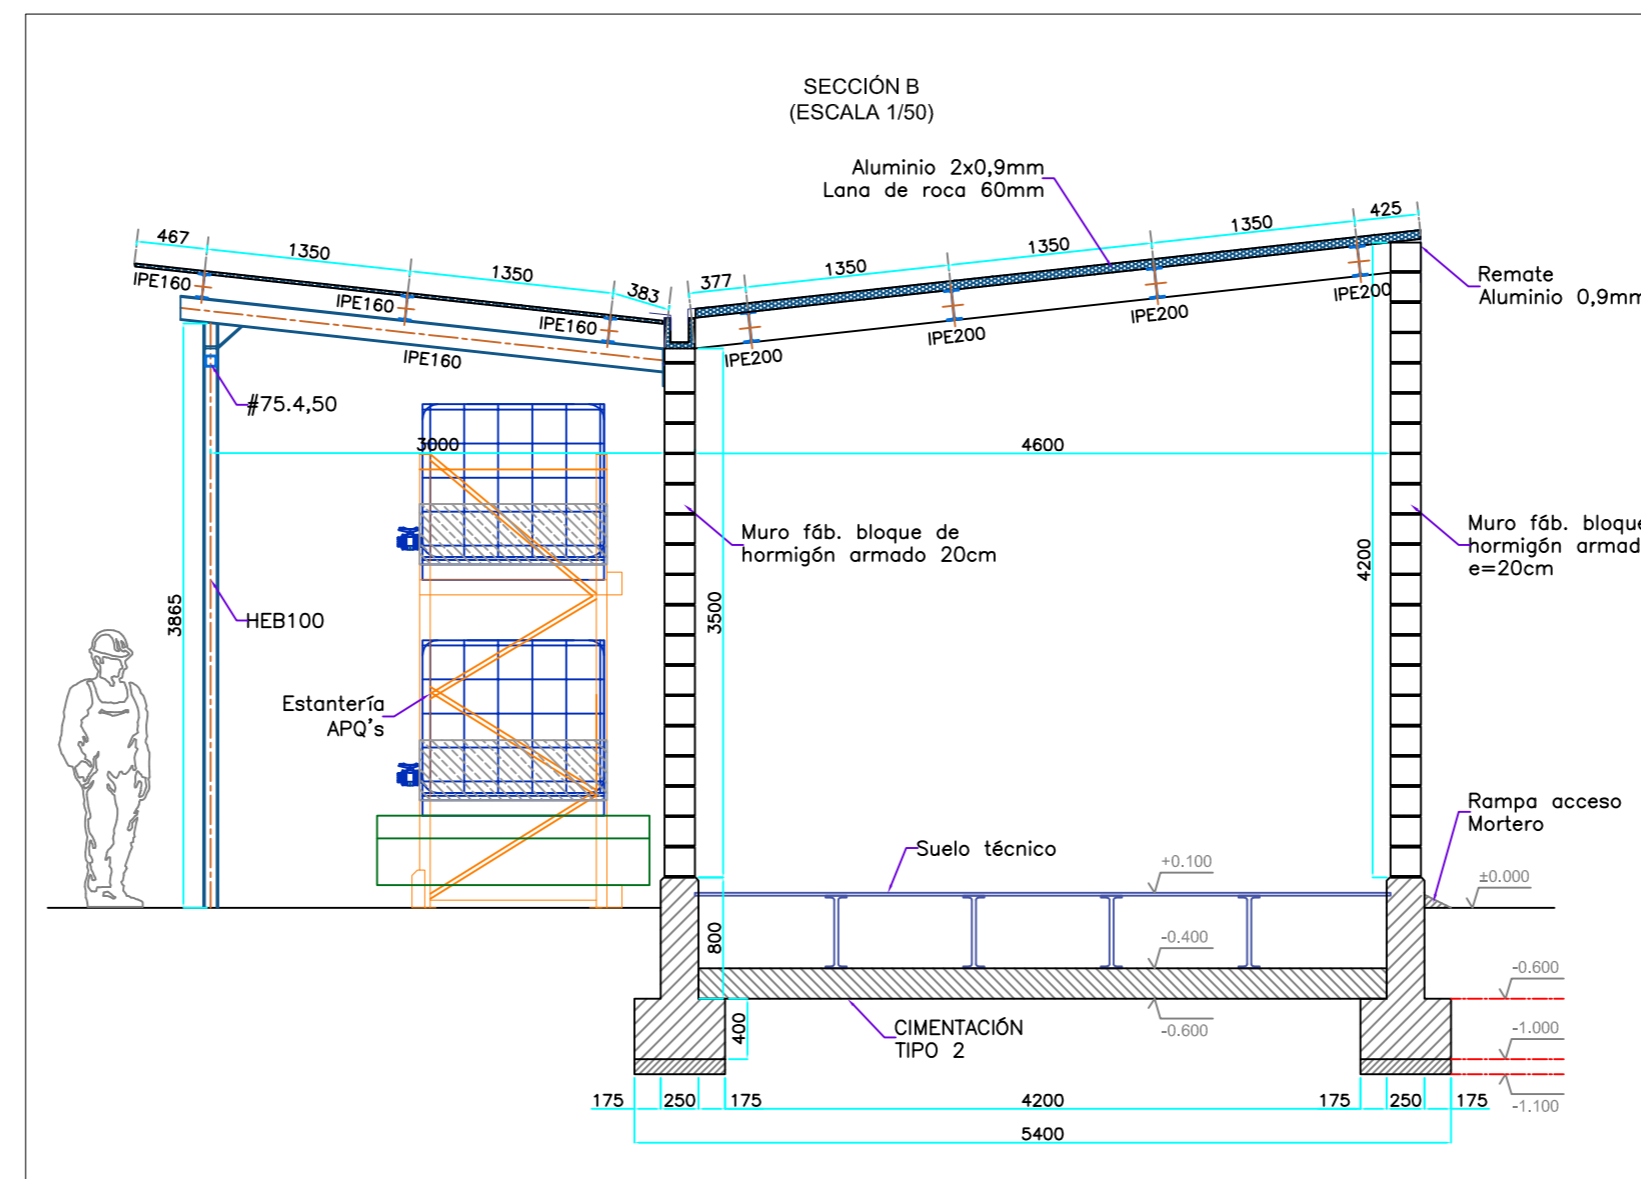 SECCIÓN B
(ESCALA 1/50)
Aluminio 2x0,9mm
Lana de roca 60mm
467
1350
1350
383
377
1350
1350
1350
425
IPE160
IPE160
IPE160
IPE160
IPE200
IPE200
IPE200
IPE200
Remate
Aluminio 0,9mm
#75.4,50
3000
4600
Muro fáb. bloque de
hormigón armado 20cm
Muro fáb. bloque
hormigón armad
e=20cm
3865
HEB100
3500
4200
Estantería
APQ's
Rampa acceso
Mortero
Suelo técnico
+0.100
±0.000
800
-0.400
-0.600
400
CIMENTACIÓN
TIPO 2
-0.600
-1.000
-1.100
175
250
175
4200
175
250
175
5400